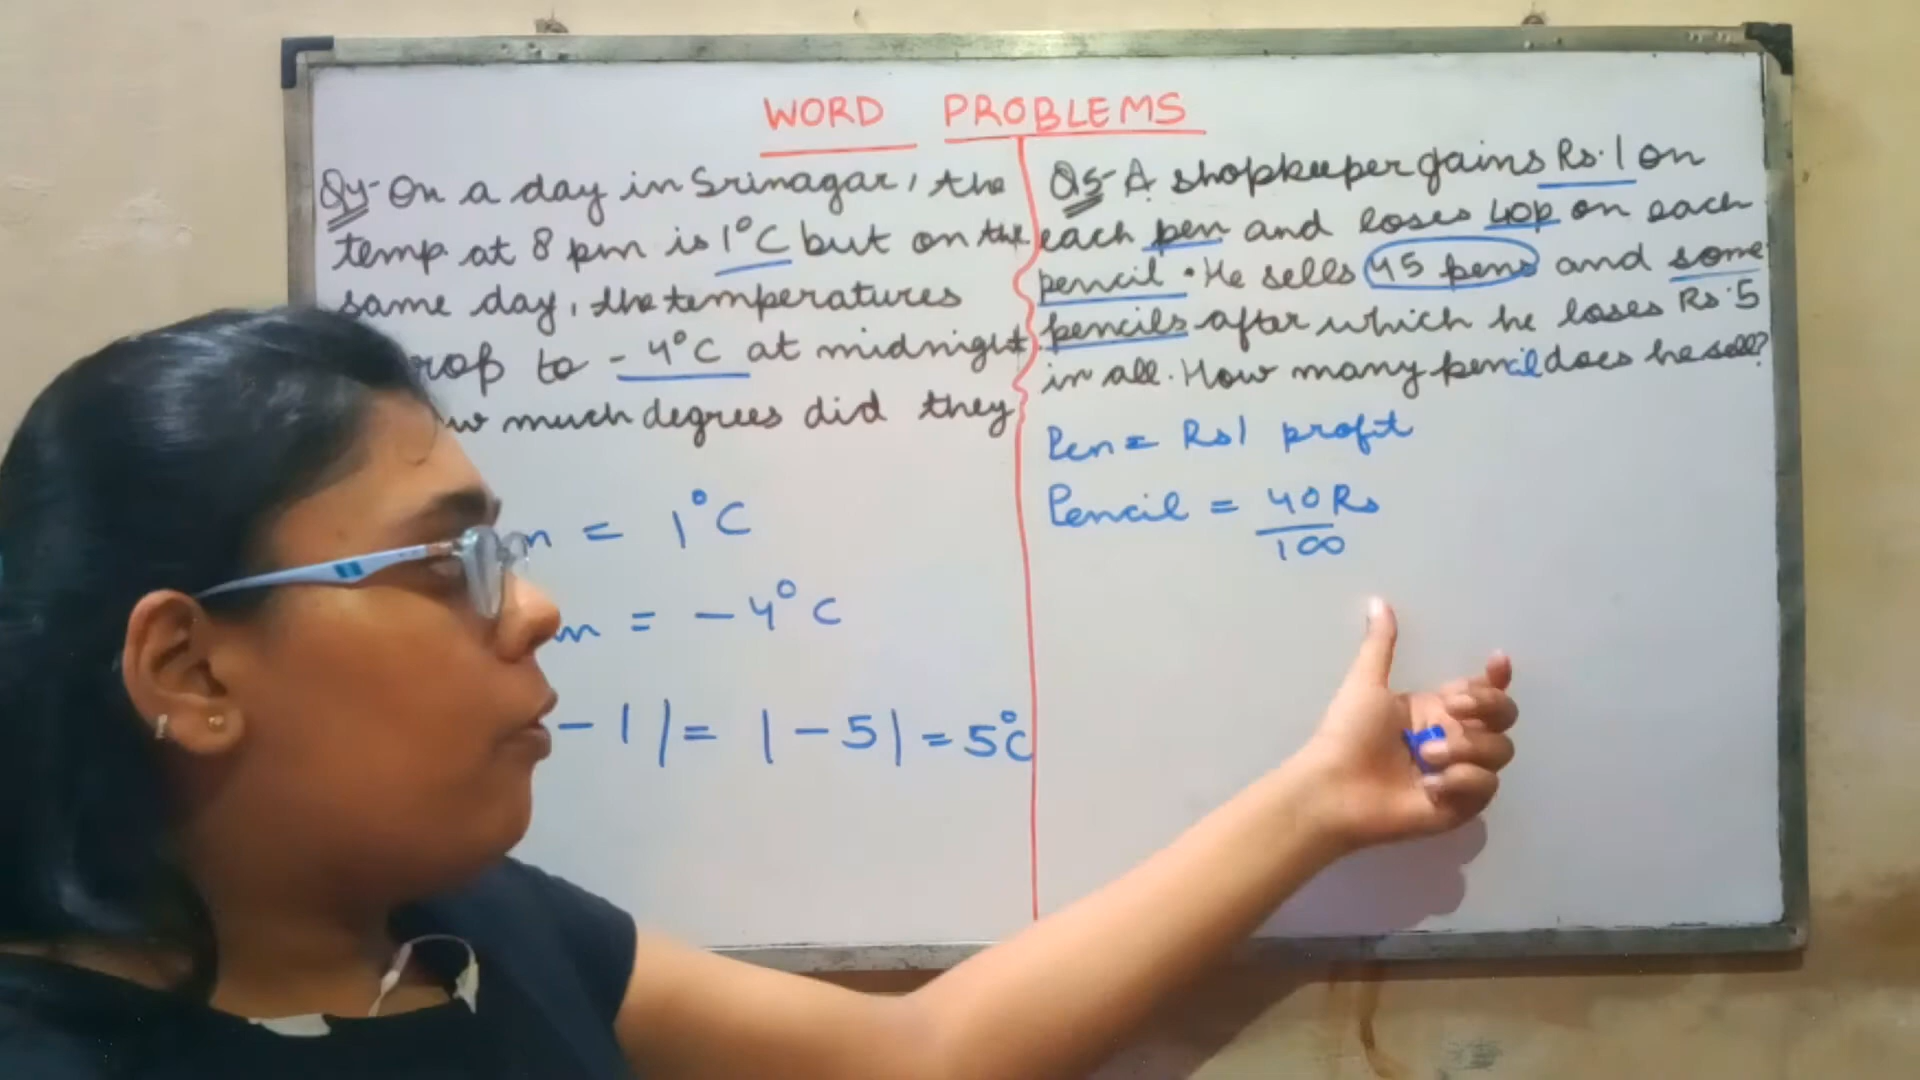 WORD PROBLEMS
Q4- On a day in Srinagar, the
temp. at 8 pm is 1°C but on the
same day, the temperatures
rop to -4°C at midnight.
w much degrees did they
m = 1°C
m = -4°C
-1| = |-5| = 5°C
Q5- A shopkeeper gains Rs.1 on
each pen and loses 40p on each
pencil. He sells 45 pens and some
pencils after which he loses Rs.5
in all. How many pencil does he sell?
Pen = Rs1 profit
Pencil = 40 Rs
100